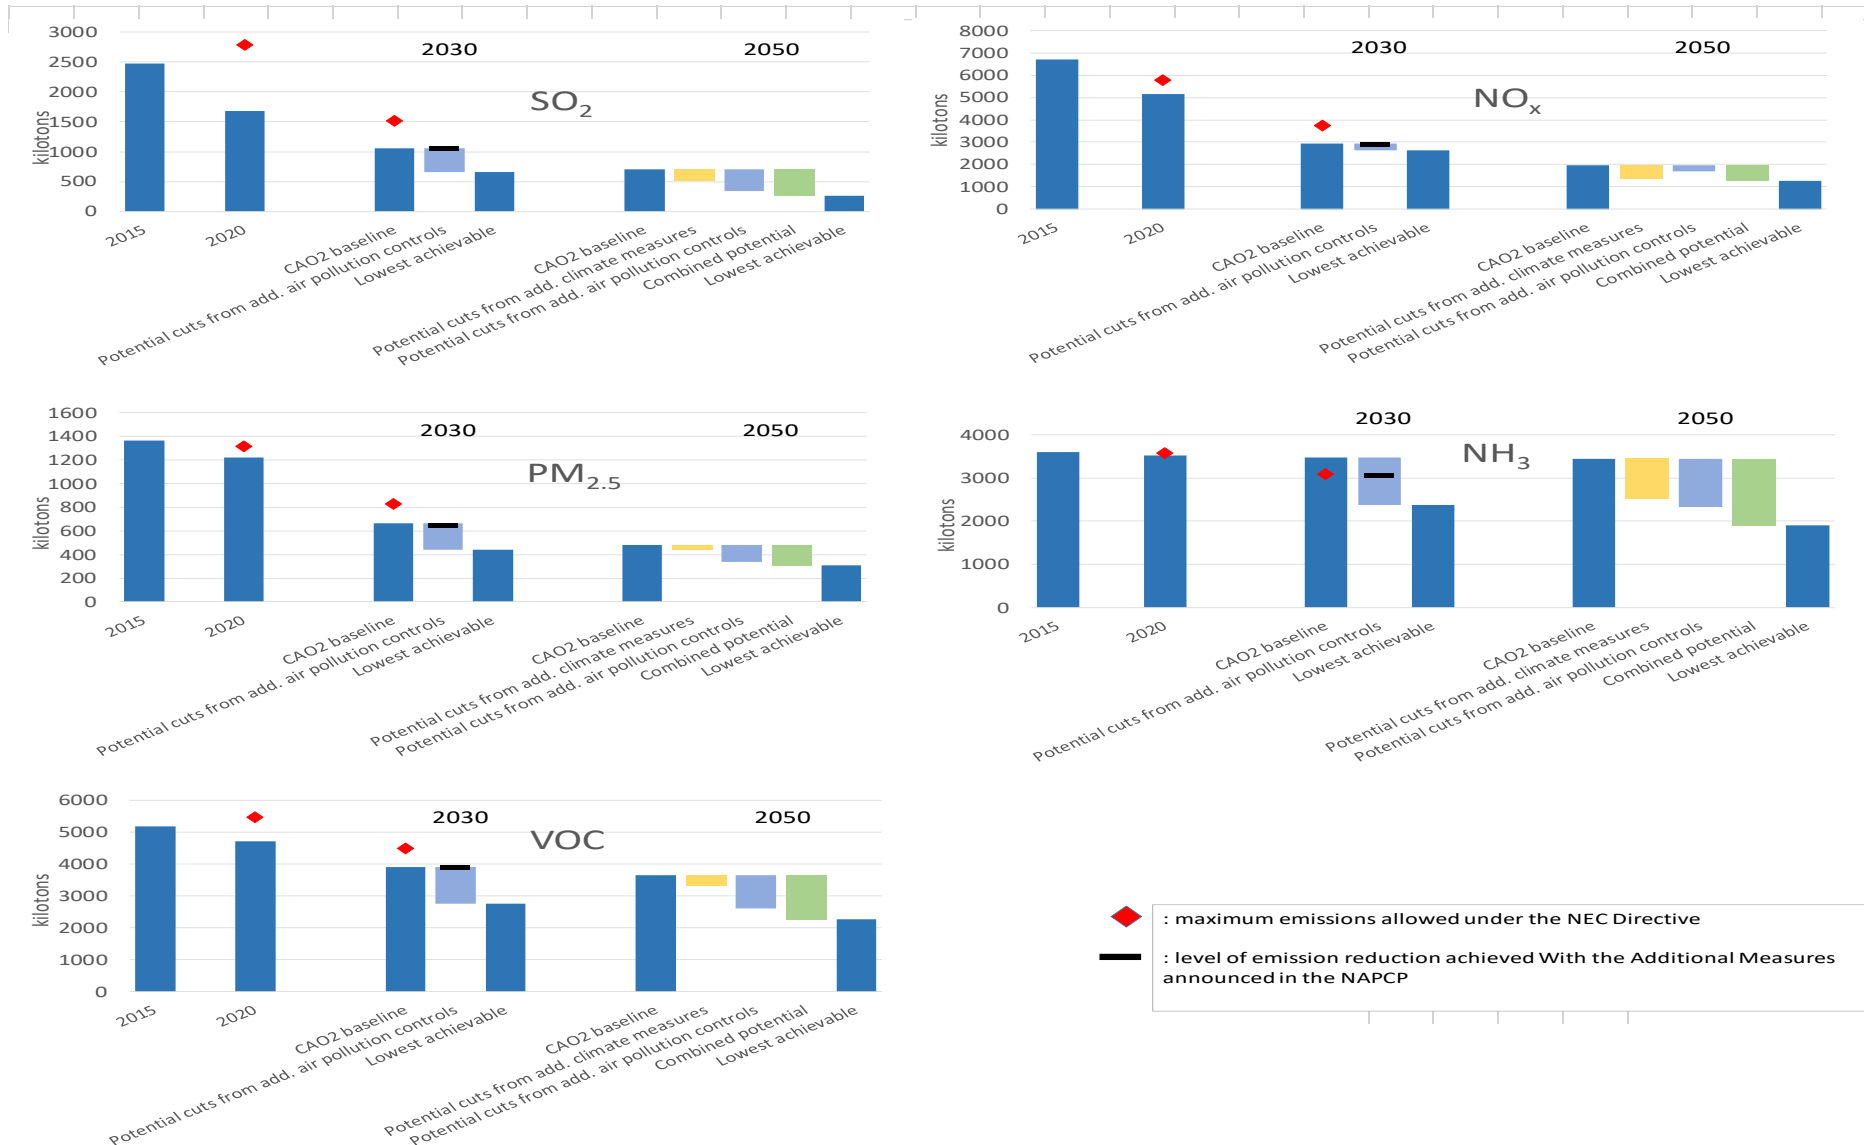 3000
2500
2000
1500
1000
500
0
kilotons
2030
2050
SO2
2015
2020
CAO2 baseline
Potential cuts from add. air pollution controls
Lowest achievable
CAO2 baseline
Potential cuts from add. climate measures
Potential cuts from add. air pollution controls
Combined potential
Lowest achievable
8000
7000
6000
5000
4000
3000
2000
1000
0
kilotons
2030
2050
NOx
2015
2020
CAO2 baseline
Potential cuts from add. air pollution controls
Lowest achievable
CAO2 baseline
Potential cuts from add. climate measures
Potential cuts from add. air pollution controls
Combined potential
Lowest achievable
1600
1400
1200
1000
800
600
400
200
0
kilotons
2030
2050
PM2.5
2015
2020
CAO2 baseline
Potential cuts from add. air pollution controls
Lowest achievable
CAO2 baseline
Potential cuts from add. climate measures
Potential cuts from add. air pollution controls
Combined potential
Lowest achievable
4000
3000
2000
1000
0
kilotons
2030
2050
NH3
2015
2020
CAO2 baseline
Potential cuts from add. air pollution controls
Lowest achievable
CAO2 baseline
Potential cuts from add. climate measures
Potential cuts from add. air pollution controls
Combined potential
Lowest achievable
6000
5000
4000
3000
2000
1000
0
kilotons
2030
2050
VOC
2015
2020
CAO2 baseline
Potential cuts from add. air pollution controls
Lowest achievable
CAO2 baseline
Potential cuts from add. climate measures
Potential cuts from add. air pollution controls
Combined potential
Lowest achievable
: maximum emissions allowed under the NEC Directive
: level of emission reduction achieved With the Additional Measures
announced in the NAPCP